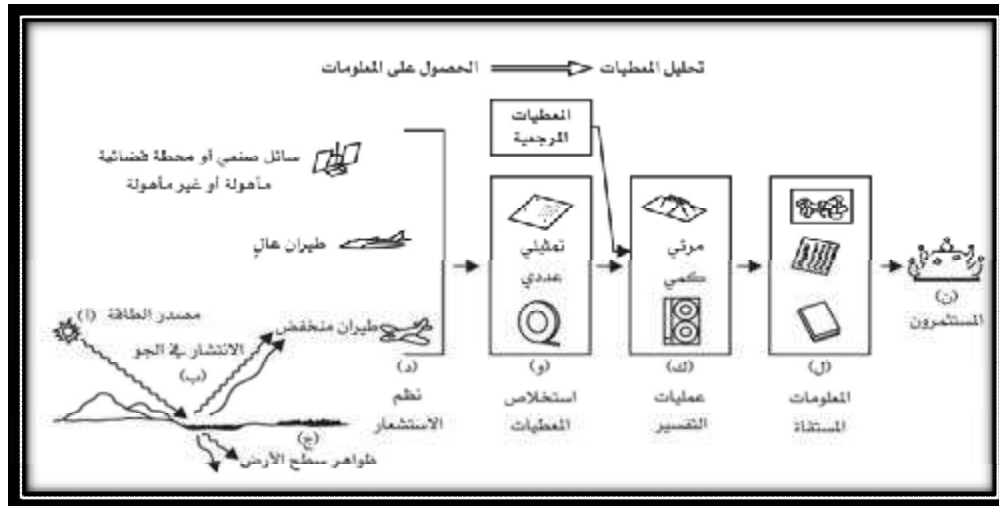 الحصول على المعلومات
تحليل المعطيات
المعطيات
المرجعية
ساتل صنعي أو محطة فضائية
مأهولة أو غير مأهولة
طيران عالٍ
طيران منخفض
مصدر الطاقة (أ)
الانتشار في الجو
(ب)
(ج)
ظواهر سطح الأرض
(د)
نظم
الاستشعار
تمثيلي
عددي
(و)
استخلاص
المعطيات
مرئي
كمي
(ك)
عمليات
التفسير
(ل)
المعلومات
المستقاة
(ن)
المستثمرون